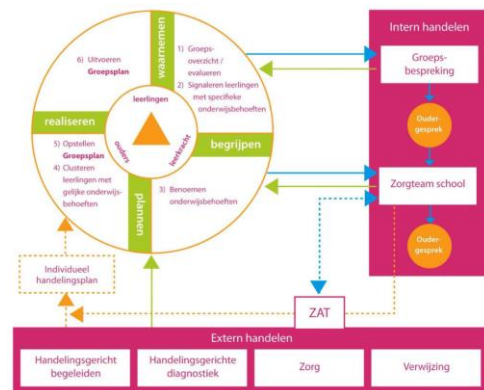 waarnemen
6) Uitvoeren
Groepsplan
1) Groeps-
overzicht /
evalueren
2) Signaleren leerlingen
met specifieke
onderwijsbehoeften
leerlingen
ouders
leerkracht
realiseren
begrijpen
5) Opstellen
Groepsplan
4) Clusteren
leerlingen met
gelijke onderwijs-
behoeften
3) Benoemen
onderwijsbehoeften
plannen
Intern handelen
Groeps-
bespreking
Ouder-
gesprek
Zorgteam school
Ouder-
gesprek
Individueel
handelingsplan
ZAT
Extern handelen
Handelingsgericht
begeleiden
Handelingsgerichte
diagnostiek
Zorg
Verwijzing